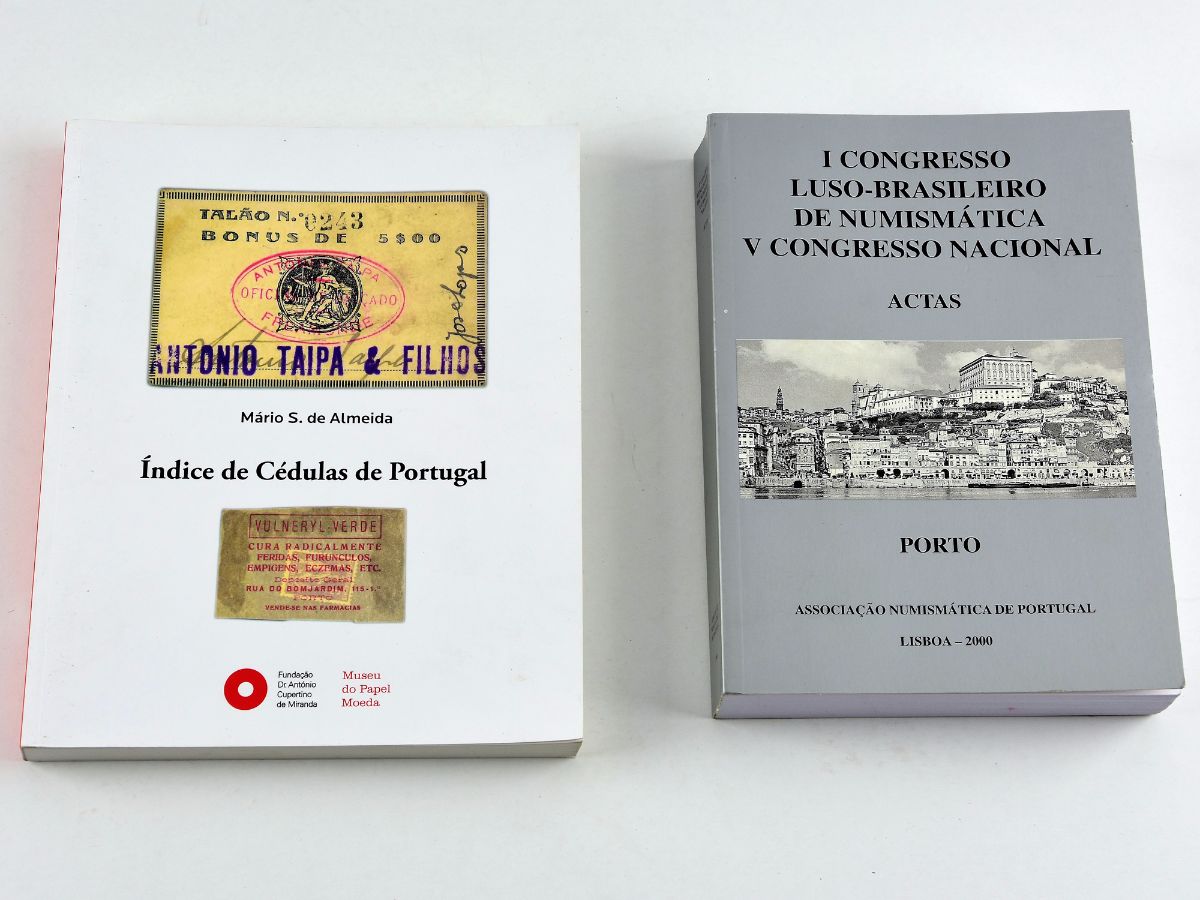 TALÃO N.º 0243
BONUS DE 5$00
ANTONIO TAIPA
ANTONIO TAIPA & FILHOS
Mário S. de Almeida
Índice de Cédulas de Portugal
VULNERYL-VERDE
CURA RADICALMENTE
FERIDAS, FURUNCULOS,
EMPIGENS, ECZEMAS, ETC.
Deposito Geral
RUA DO BOMJARDIM, 115-1.º
PORTO
VENDE-SE NAS FARMACIAS
Fundação
Dr. António
Cupertino
de Miranda
Museu
do Papel
Moeda
I CONGRESSO
LUSO-BRASILEIRO
DE NUMISMÁTICA
V CONGRESSO NACIONAL
ACTAS
PORTO
ASSOCIAÇÃO NUMISMÁTICA DE PORTUGAL
LISBOA – 2000